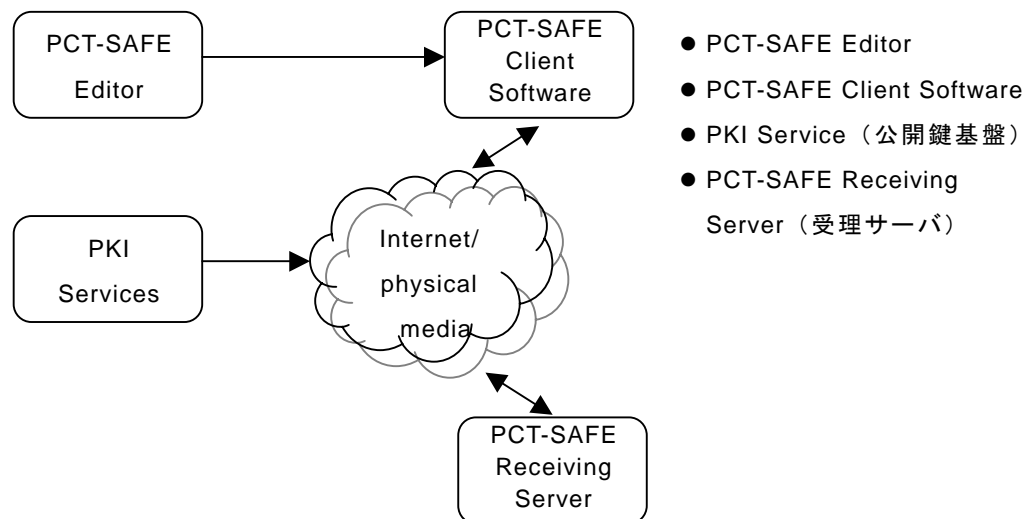 PCT-SAFE
Editor
PCT-SAFE
Client
Software
PKI
Services
Internet/
physical
media
PCT-SAFE
Receiving
Server
● PCT-SAFE Editor
● PCT-SAFE Client Software
● PKI Service（公開鍵基盤）
● PCT-SAFE Receiving
Server（受理サーバ）